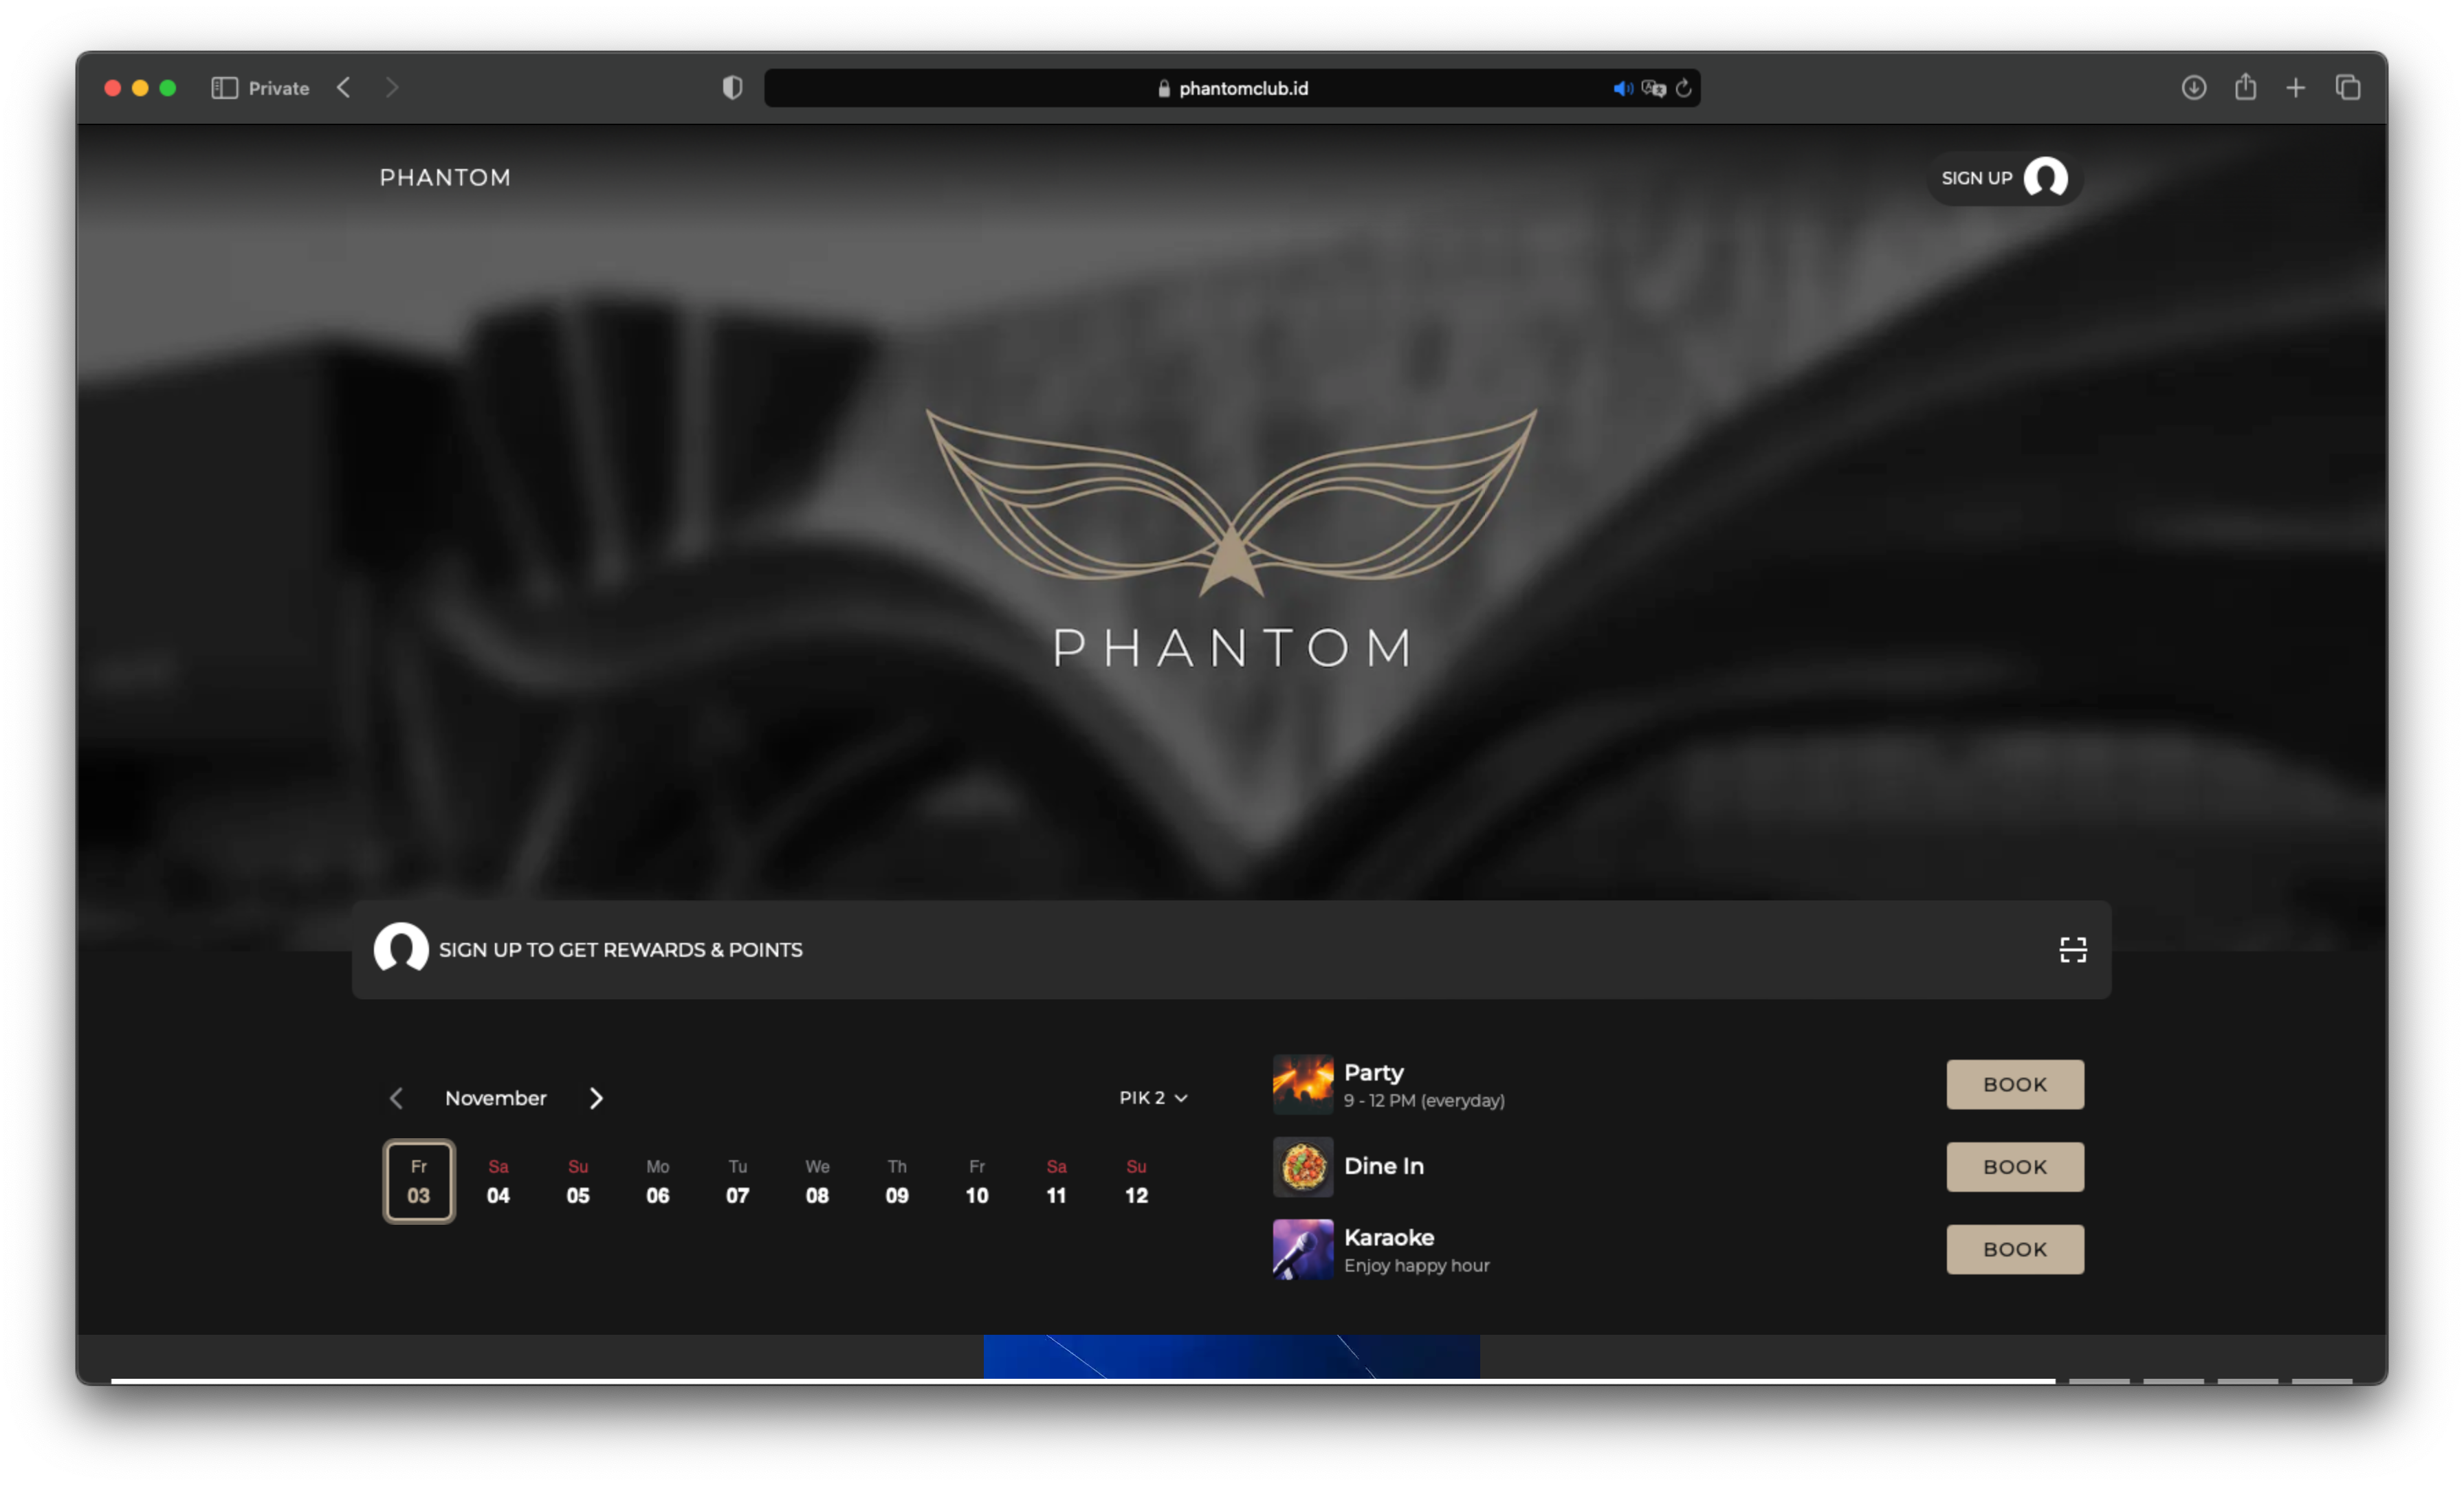 Private
phantomclub.id
PHANTOM
SIGN UP
PHANTOM
SIGN UP TO GET REWARDS & POINTS
November
PIK 2
Fr Sa Su Mo Tu We Th Fr Sa Su
03 04 05 06 07 08 09 10 11 12
Party
9 - 12 PM (everyday)
BOOK
Dine In
BOOK
Karaoke
Enjoy happy hour
BOOK